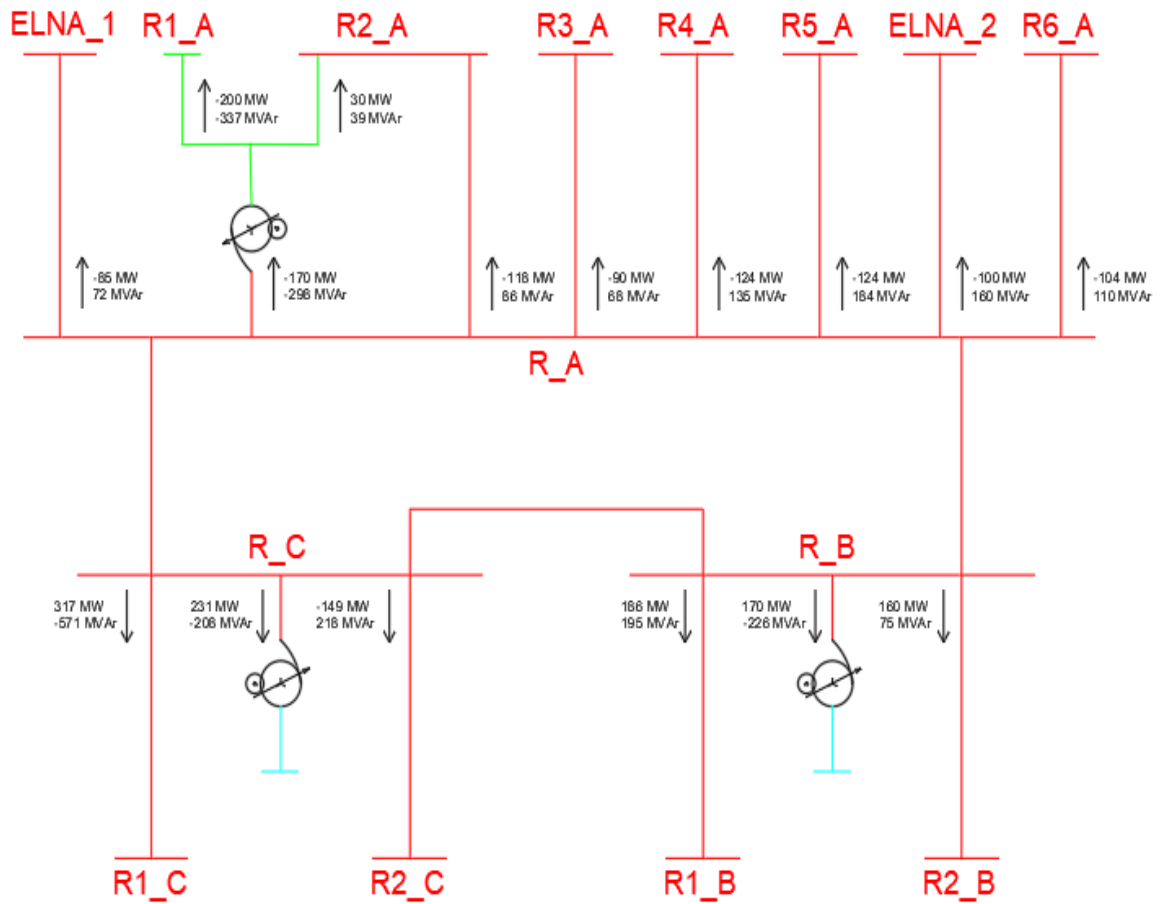 ELNA_1 R1_A R2_A R3_A R4_A R5_A ELNA_2 R6_A
-200 MW
-337 MVAr
30 MW
39 MVAr
-85 MW
72 MVAr
-170 MW
-298 MVAr
-118 MW
86 MVAr
-90 MW
68 MVAr
-124 MW
135 MVAr
-124 MW
184 MVAr
-100 MW
160 MVAr
-104 MW
110 MVAr
R_A
R_C
R_B
317 MW
-571 MVAr
231 MW
-208 MVAr
-149 MW
218 MVAr
186 MW
195 MVAr
170 MW
-226 MVAr
160 MW
75 MVAr
R1_C R2_C R1_B R2_B